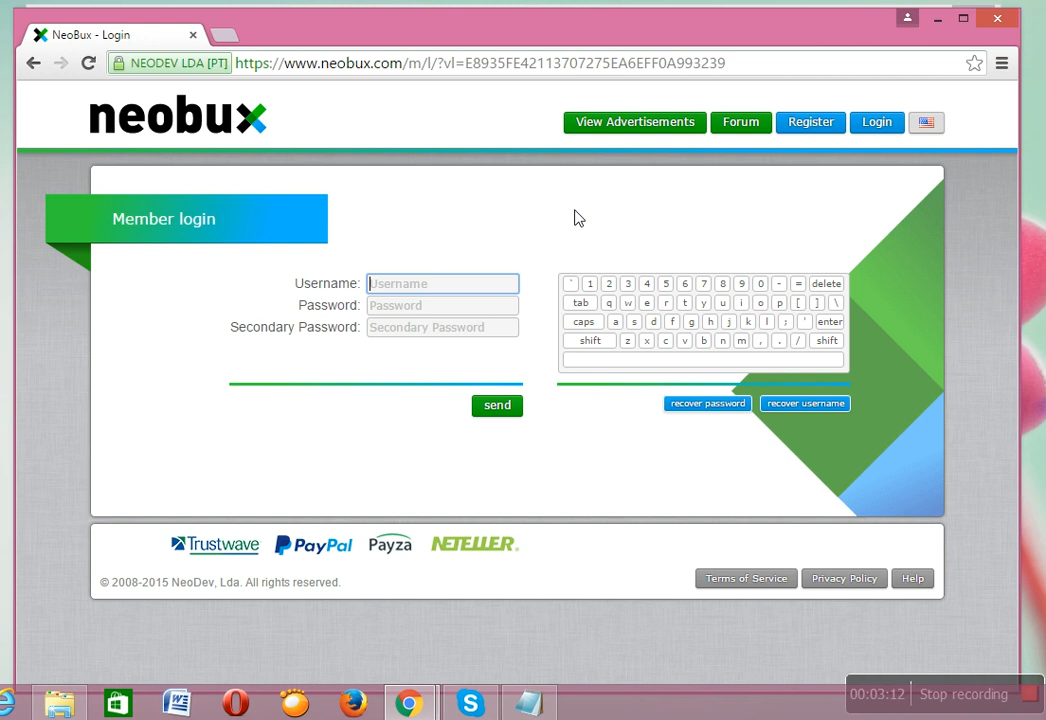 NeoBux - Login
NEODEV LDA [PT] https://www.neobux.com/m/l/?vl=E8935FE42113707275EA6EFF0A993239
neobux
View Advertisements Forum Register Login
Member login
Username: Username
Password: Password
Secondary Password: Secondary Password
` 1 2 3 4 5 6 7 8 9 0 - = delete
tab q w e r t y u i o p [ ] \
caps a s d f g h j k l ; ' enter
shift z x c v b n m , . / shift
send
recover password recover username
Trustwave PayPal Payza NETELLER
© 2008-2015 NeoDev, Lda. All rights reserved.
Terms of Service Privacy Policy Help
00:03:12 Stop recording